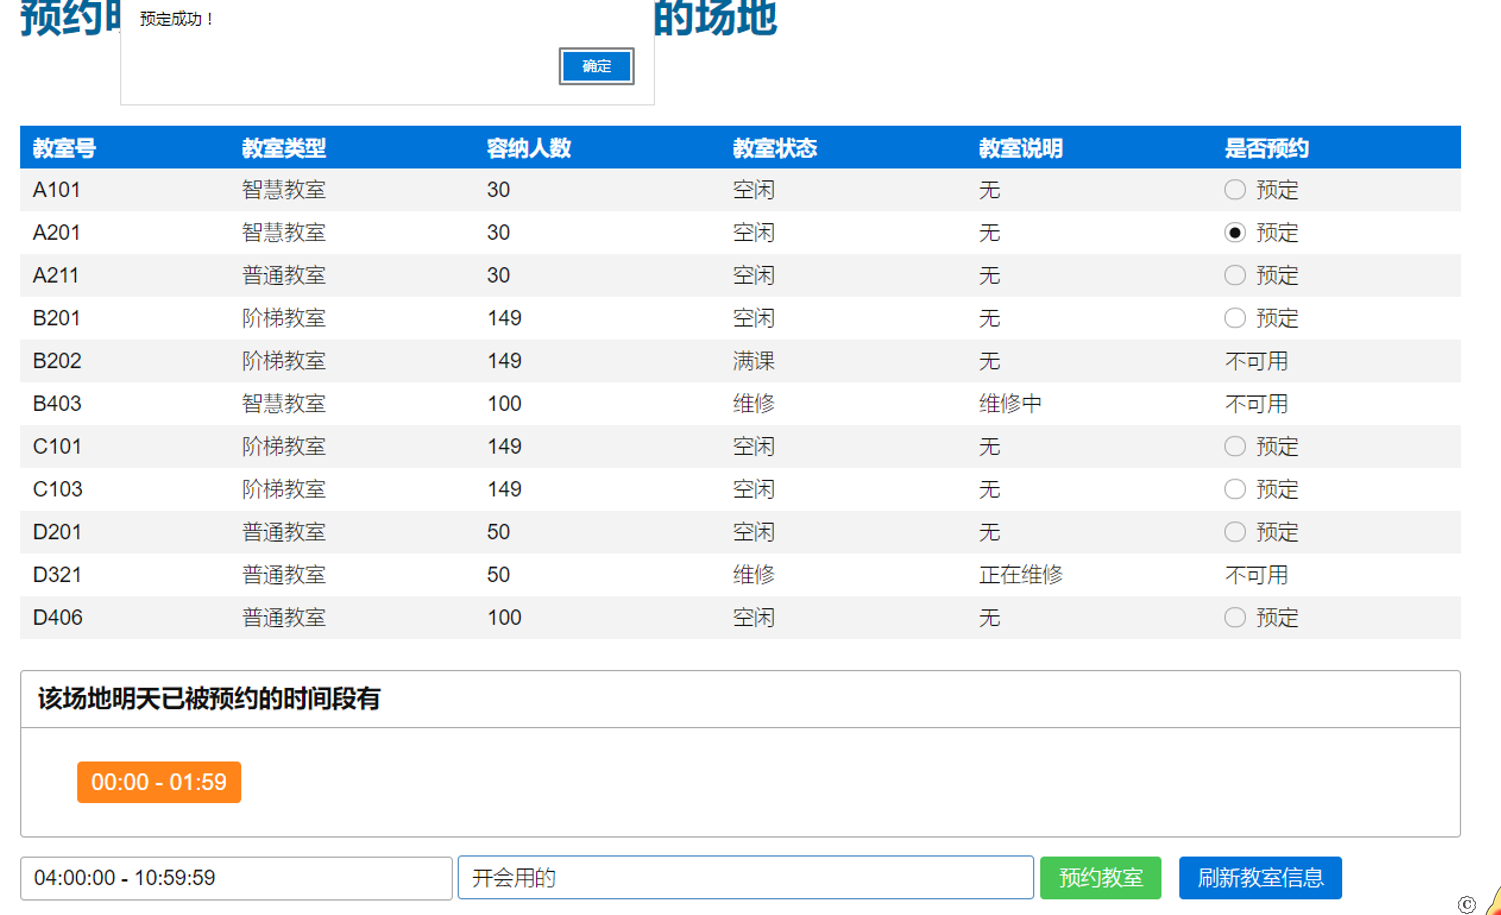 预约 的场地
预定成功！
确定
教室号 教室类型 容纳人数 教室状态 教室说明 是否预约
A101 智慧教室 30 空闲 无 预定
A201 智慧教室 30 空闲 无 预定
A211 普通教室 30 空闲 无 预定
B201 阶梯教室 149 空闲 无 预定
B202 阶梯教室 149 满课 无 不可用
B403 智慧教室 100 维修 维修中 不可用
C101 阶梯教室 149 空闲 无 预定
C103 阶梯教室 149 空闲 无 预定
D201 普通教室 50 空闲 无 预定
D321 普通教室 50 维修 正在维修 不可用
D406 普通教室 100 空闲 无 预定
该场地明天已被预约的时间段有
00:00 - 01:59
04:00:00 - 10:59:59 开会用的 预约教室 刷新教室信息
©